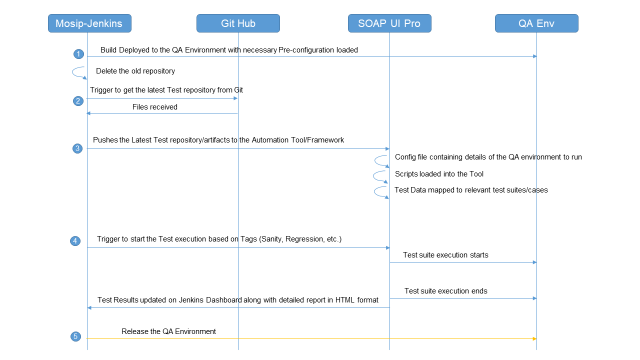 Mosip-Jenkins
Git Hub
SOAP UI Pro
QA Env
1
Build Deployed to the QA Environment with necessary Pre-configuration loaded
Delete the old repository
Trigger to get the latest Test repository from Git
2
Files received
3
Pushes the Latest Test repository/artifacts to the Automation Tool/Framework
Config file containing details of the QA environment to run
Scripts loaded into the Tool
Test Data mapped to relevant test suites/cases
4
Trigger to start the Test execution based on Tags (Sanity, Regression, etc.)
Test suite execution starts
Test suite execution ends
Test Results updated on Jenkins Dashboard along with detailed report in HTML format
5
Release the QA Environment